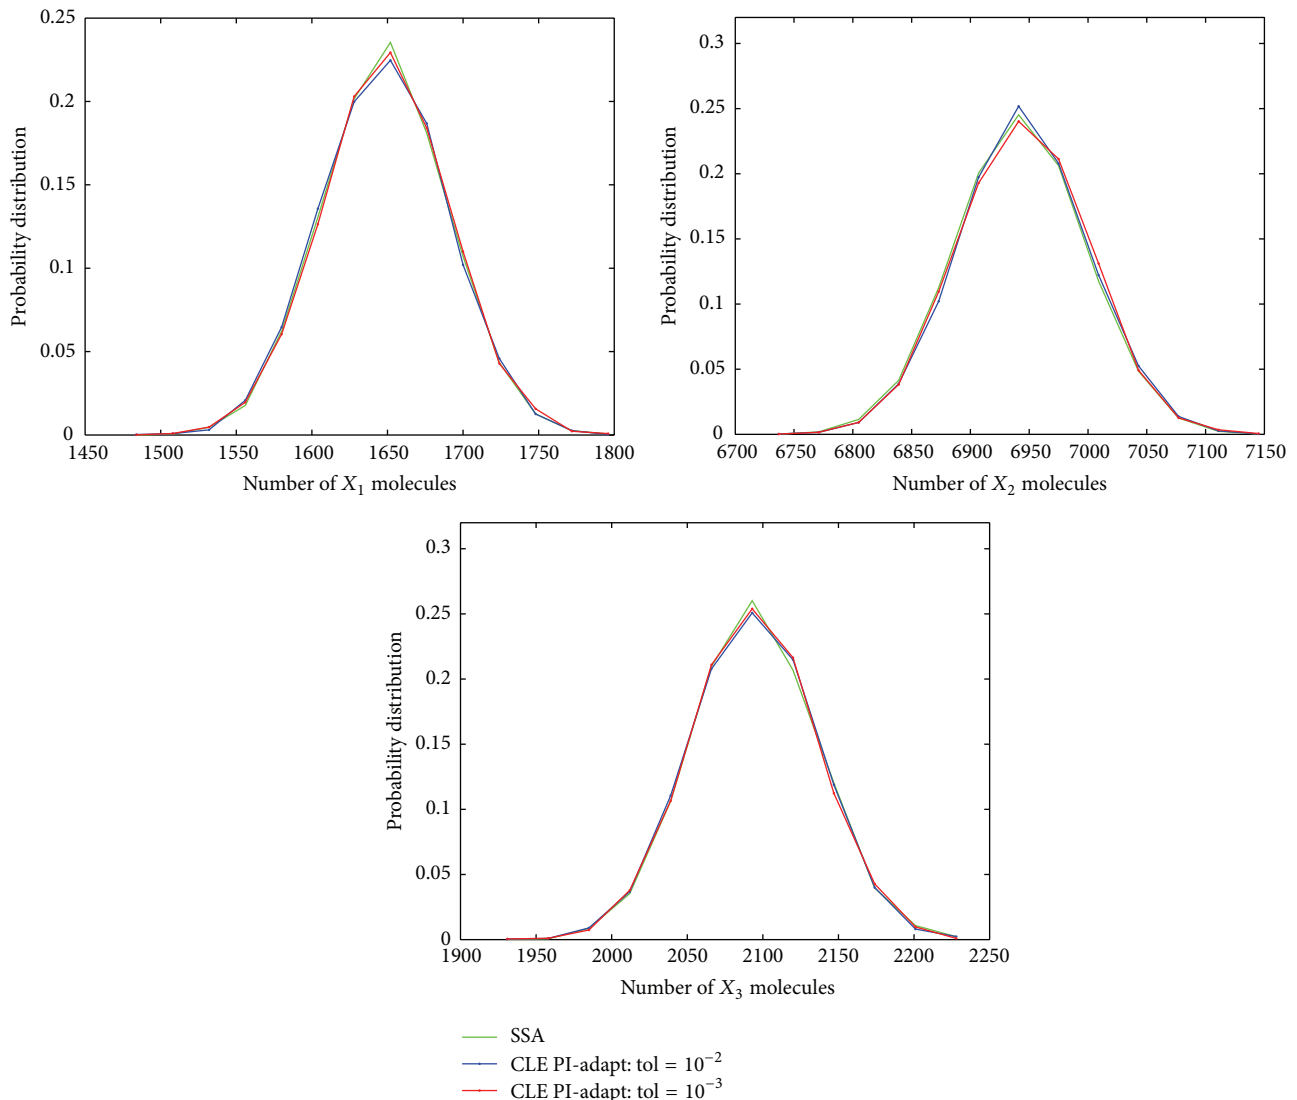 0.25
0.2
0.15
0.1
0.05
0
Probability distribution
1450 1500 1550 1600 1650 1700 1750 1800
Number of X₁ molecules
0.3
0.25
0.2
0.15
0.1
0.05
0
Probability distribution
6700 6750 6800 6850 6900 6950 7000 7050 7100 7150
Number of X₂ molecules
0.3
0.25
0.2
0.15
0.1
0.05
0
Probability distribution
1900 1950 2000 2050 2100 2150 2200 2250
Number of X₃ molecules
SSA
CLE PI-adapt: tol = 10⁻²
CLE PI-adapt: tol = 10⁻³